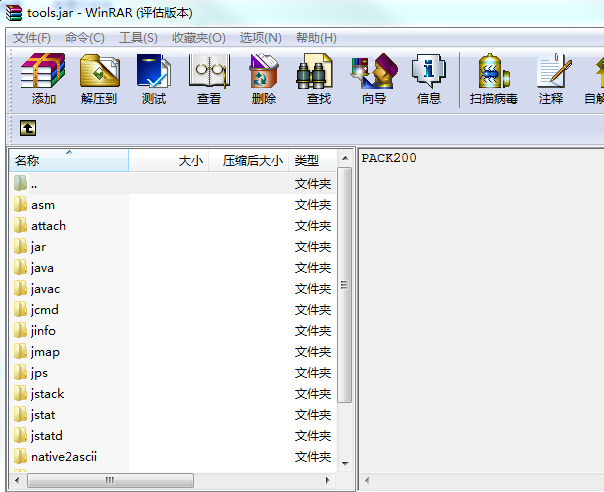 tools.jar - WinRAR (评估版本)
文件(F) 命令(C) 工具(S) 收藏夹(O) 选项(N) 帮助(H)
添加 解压到 测试 查看 删除 查找 向导 信息 扫描病毒 注释 自解
名称 大小 压缩后大小 类型
.. 文件夹
asm 文件夹
attach 文件夹
jar 文件夹
java 文件夹
javac 文件夹
jcmd 文件夹
jinfo 文件夹
jmap 文件夹
jps 文件夹
jstack 文件夹
jstat 文件夹
jstatd 文件夹
native2ascii 文件夹
PACK200